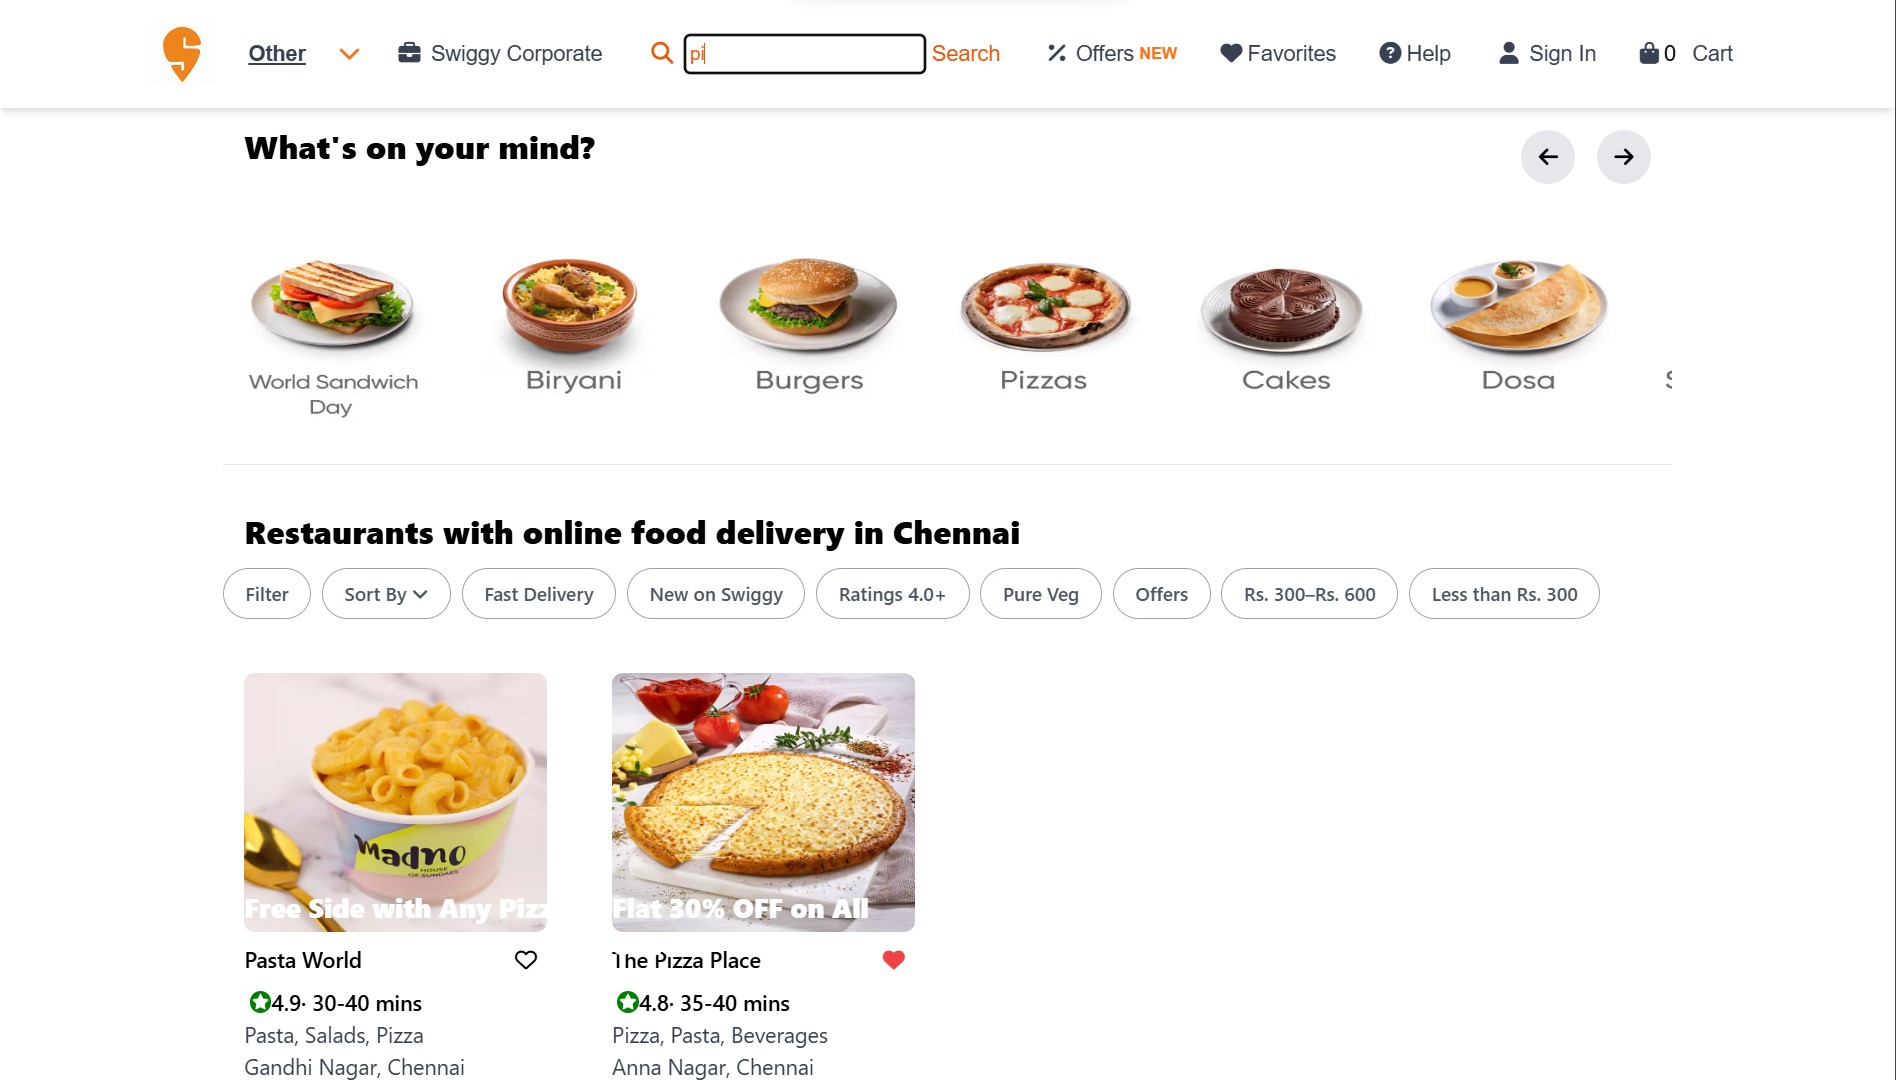 Other
Swiggy Corporate
pi
Search
Offers NEW
Favorites
Help
Sign In
0 Cart
What's on your mind?
World Sandwich
Day
Biryani
Burgers
Pizzas
Cakes
Dosa
Restaurants with online food delivery in Chennai
Filter
Sort By
Fast Delivery
New on Swiggy
Ratings 4.0+
Pure Veg
Offers
Rs. 300–Rs. 600
Less than Rs. 300
madno
HOUSE
OF SUNDAES
Free Side with Any Pizz
Flat 30% OFF on All
Pasta World
The Pizza Place
4.9· 30-40 mins
4.8· 35-40 mins
Pasta, Salads, Pizza
Pizza, Pasta, Beverages
Gandhi Nagar, Chennai
Anna Nagar, Chennai